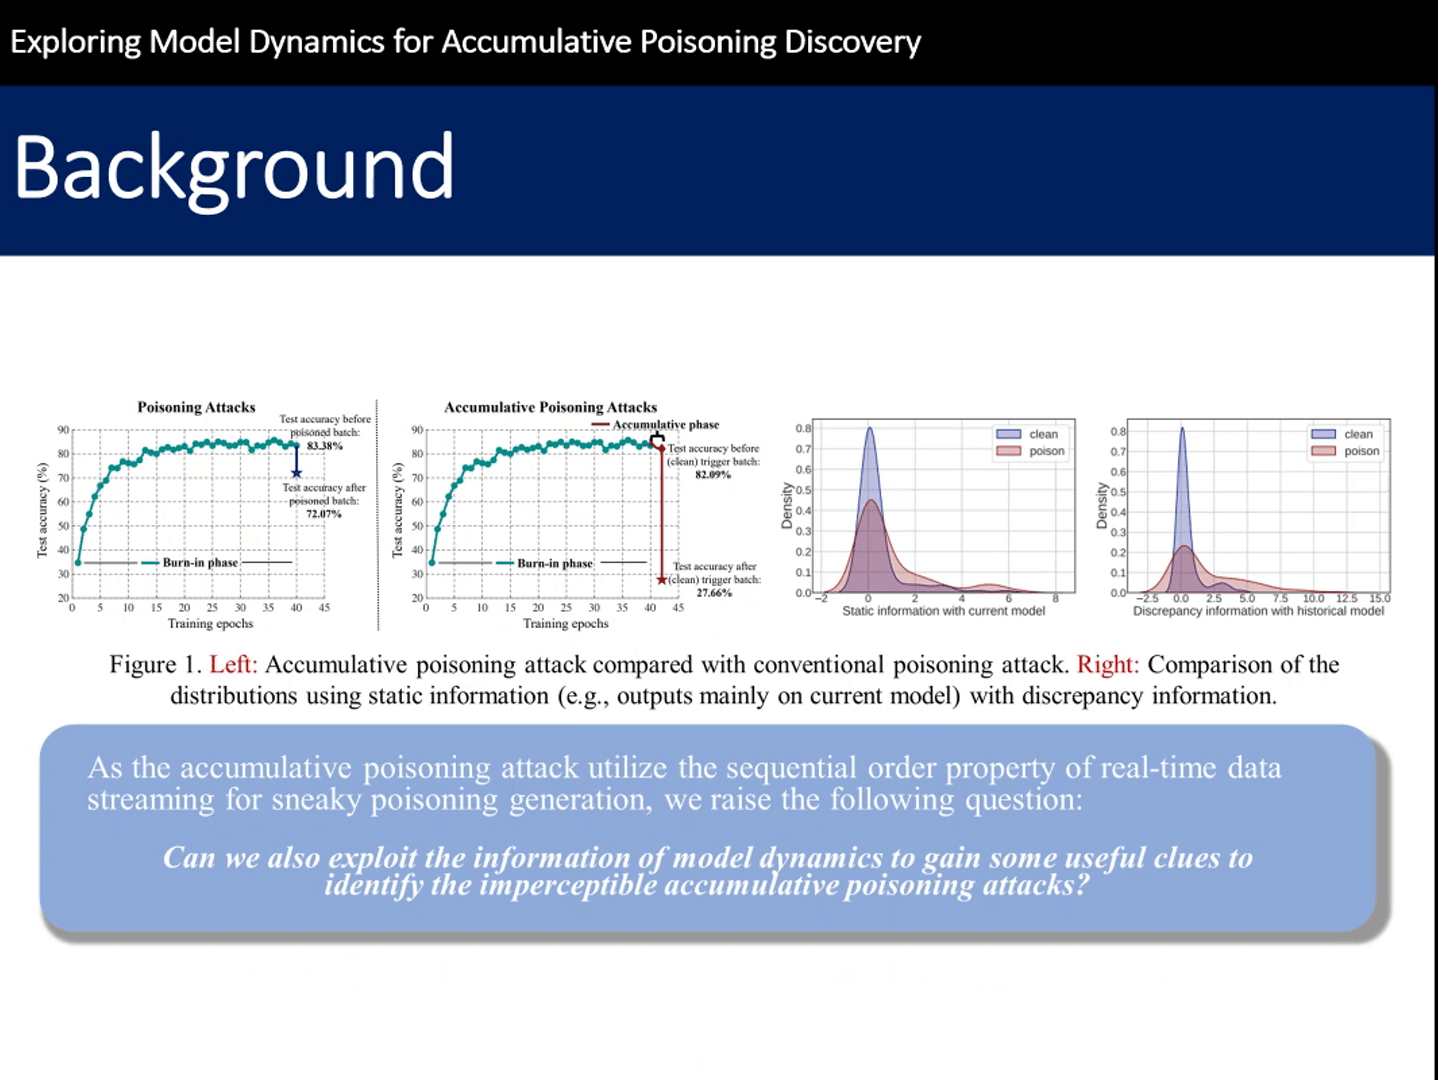 Exploring Model Dynamics for Accumulative Poisoning Discovery
Background
Poisoning Attacks
Test accuracy before
poisoned batch:
83.38%
Test accuracy after
poisoned batch:
72.07%
Burn-in phase
Test accuracy (%)
90
80
70
60
50
40
30
20
0 5 10 15 20 25 30 35 40 45
Training epochs
Accumulative Poisoning Attacks
Accumulative phase
Test accuracy before
(clean) trigger batch:
82.09%
Test accuracy after
(clean) trigger batch:
27.66%
Burn-in phase
Test accuracy (%)
90
80
70
60
50
40
30
20
0 5 10 15 20 25 30 35 40 45
Training epochs
clean
poison
Density
0.8
0.7
0.6
0.5
0.4
0.3
0.2
0.1
0.0
−2 0 2 4 6 8
Static information with current model
clean
poison
Density
0.8
0.7
0.6
0.5
0.4
0.3
0.2
0.1
0.0
−2.5 0.0 2.5 5.0 7.5 10.0 12.5 15.0
Discrepancy information with historical model
Figure 1. Left: Accumulative poisoning attack compared with conventional poisoning attack. Right: Comparison of the
distributions using static information (e.g., outputs mainly on current model) with discrepancy information.
As the accumulative poisoning attack utilize the sequential order property of real-time data
streaming for sneaky poisoning generation, we raise the following question:
Can we also exploit the information of model dynamics to gain some useful clues to
identify the imperceptible accumulative poisoning attacks?